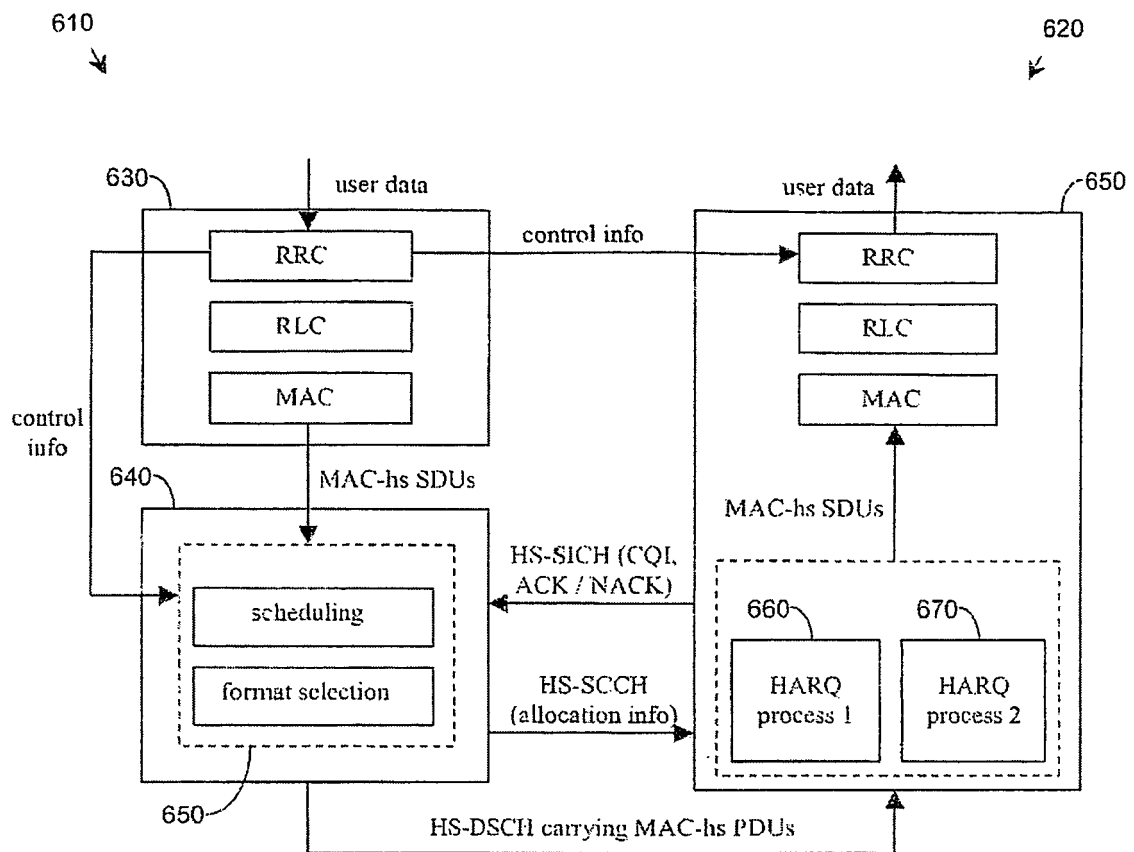 610
620
630
user data
user data
650
RRC
control info
RRC
RLC
RLC
MAC
MAC
control
info
640
MAC-hs SDUs
MAC-hs SDUs
HS-SICH (CQI,
ACK / NACK)
scheduling
660
670
format selection
HS-SCCH
(allocation info)
HARQ
process 1
HARQ
process 2
650
HS-DSCH carrying MAC-hs PDUs